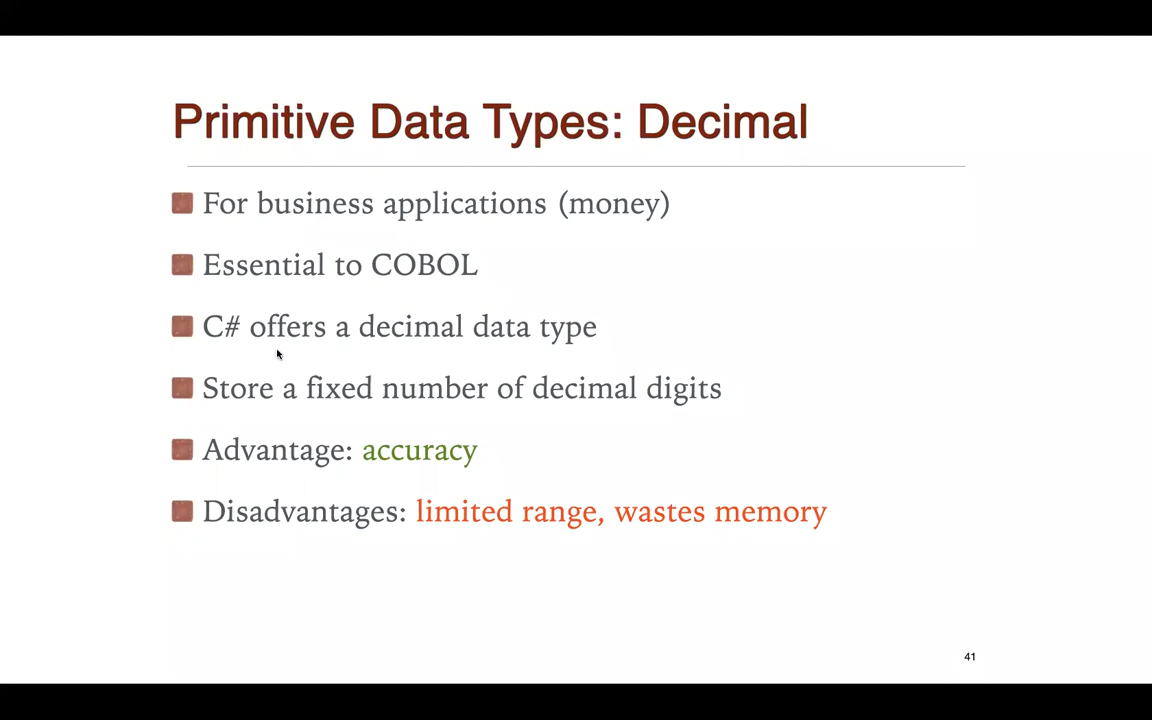 Primitive Data Types: Decimal
For business applications (money)
Essential to COBOL
C# offers a decimal data type
Store a fixed number of decimal digits
Advantage: accuracy
Disadvantages: limited range, wastes memory
41